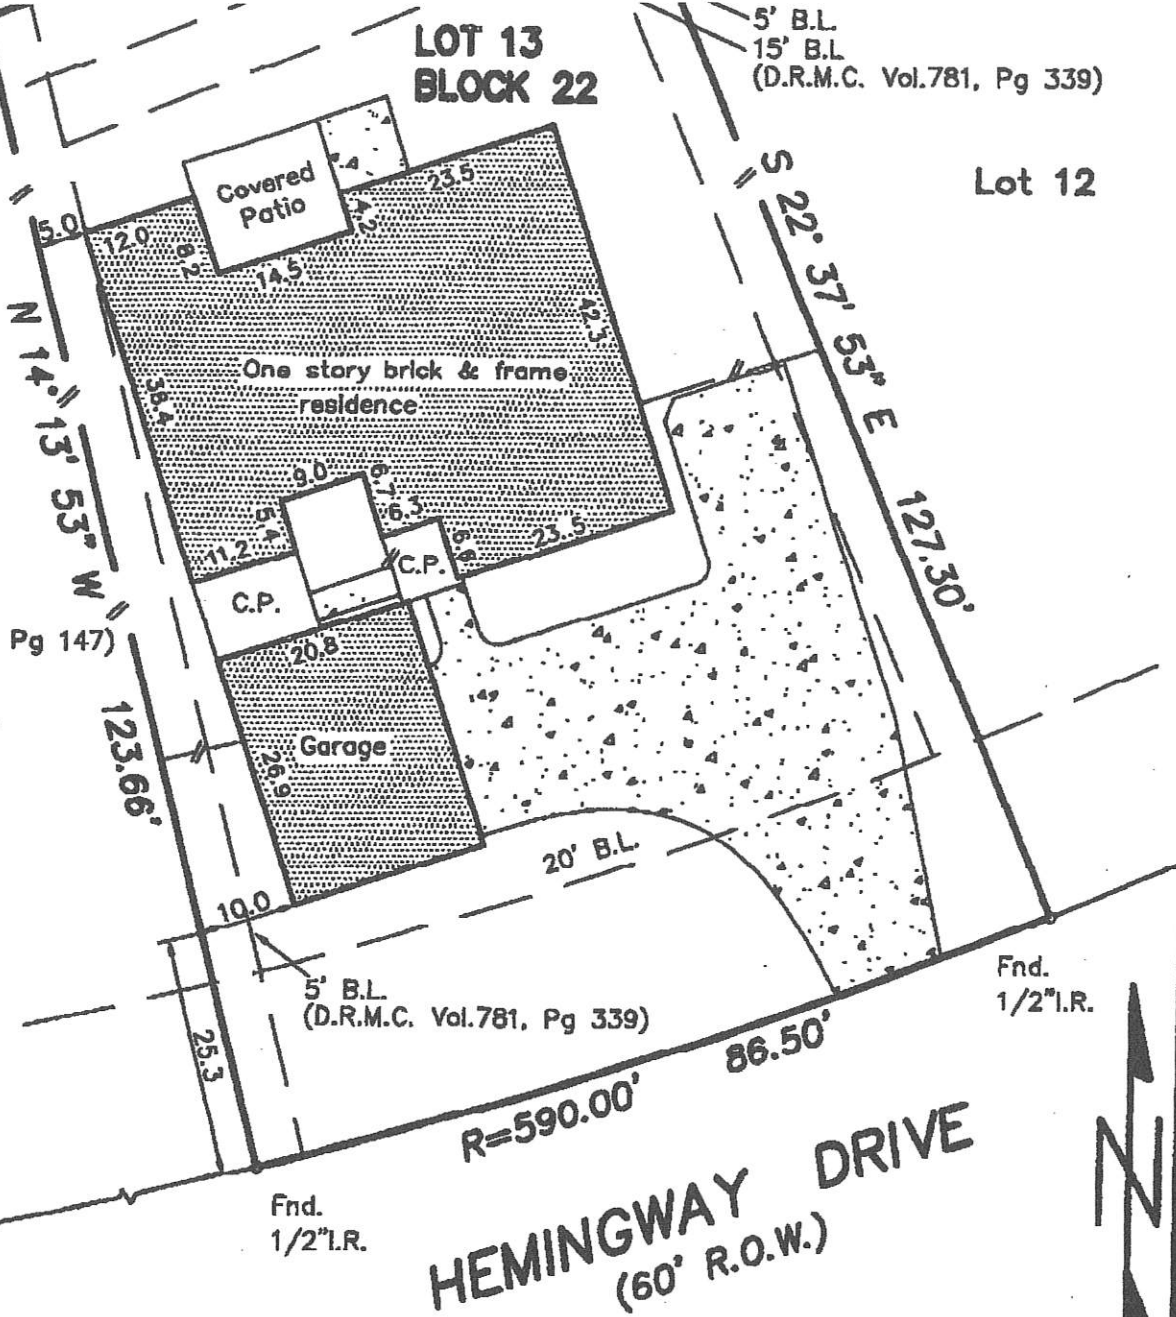 LOT 13
BLOCK 22
5' B.L.
15' B.L
(D.R.M.C. Vol.781, Pg 339)
Lot 12
Covered
Patio
5.0
12.0
8.2
14.5
4.2
23.5
42.3
S 22° 37' 53" E
127.30'
N 14° 13' 53" W
123.66'
38.4
One story brick & frame
residence
9.0
6.7
5.4
6.3
6.6
11.2
23.5
C.P.
C.P.
20.8
Pg 147)
Garage
26.9
20' B.L.
10.0
5' B.L.
(D.R.M.C. Vol.781, Pg 339)
25.3
Fnd.
1/2"I.R.
86.50'
R=590.00'
Fnd.
1/2"I.R.
HEMINGWAY DRIVE
(60' R.O.W.)
N